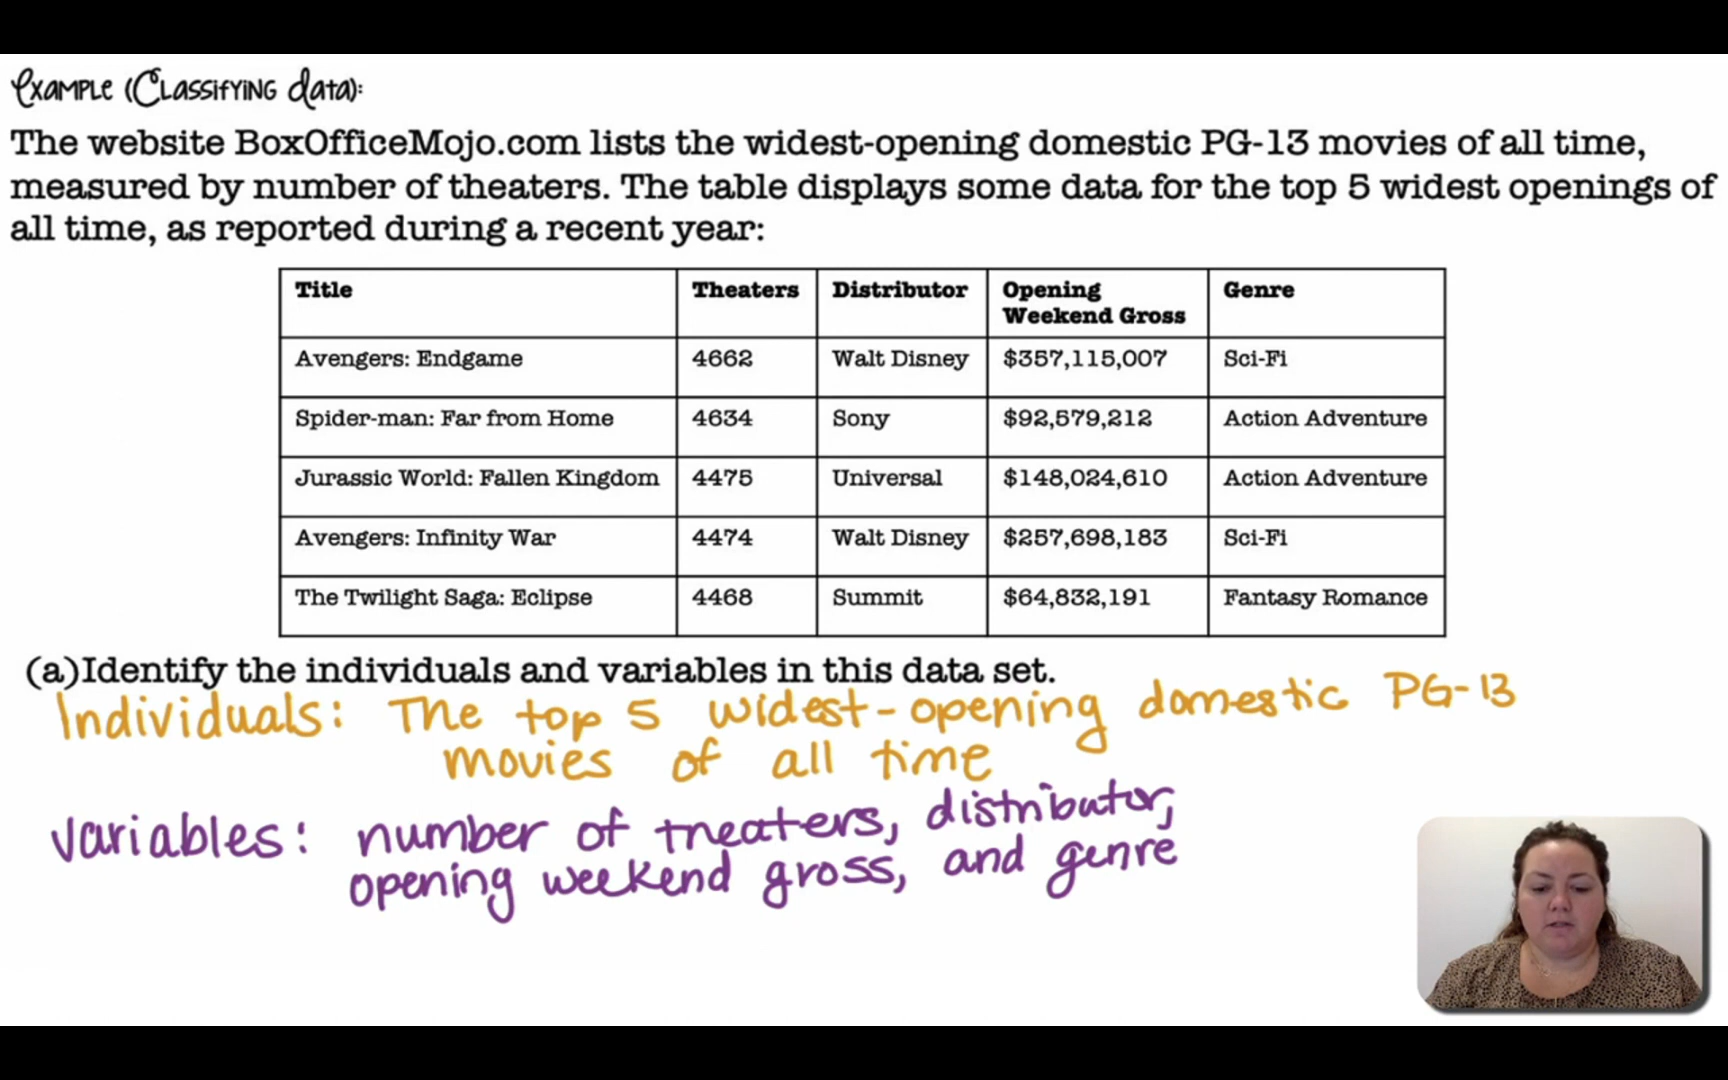 Example (Classifying Data):
The website BoxOfficeMojo.com lists the widest-opening domestic PG-13 movies of all time,
measured by number of theaters. The table displays some data for the top 5 widest openings of
all time, as reported during a recent year:
Title Theaters Distributor Opening Weekend Gross Genre
Avengers: Endgame 4662 Walt Disney $357,115,007 Sci-Fi
Spider-man: Far from Home 4634 Sony $92,579,212 Action Adventure
Jurassic World: Fallen Kingdom 4475 Universal $148,024,610 Action Adventure
Avengers: Infinity War 4474 Walt Disney $257,698,183 Sci-Fi
The Twilight Saga: Eclipse 4468 Summit $64,832,191 Fantasy Romance
(a)Identify the individuals and variables in this data set.
Individuals: The top 5 widest-opening domestic PG-13
movies of all time
Variables: number of theaters, distributor,
opening weekend gross, and genre